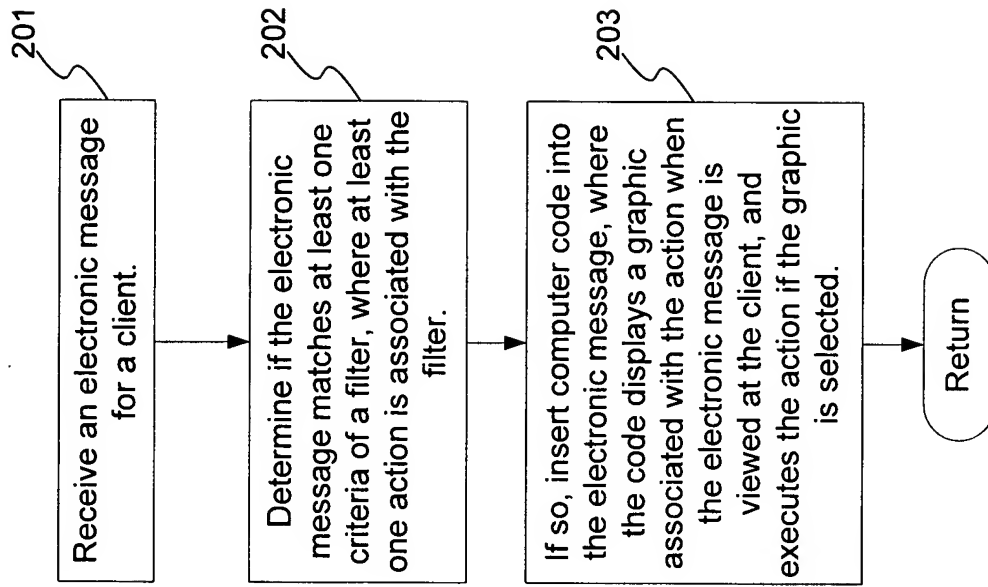 201
Receive an electronic message
for a client.
202
Determine if the electronic
message matches at least one
criteria of a filter, where at least
one action is associated with the
filter.
203
If so, insert computer code into
the electronic message, where
the code displays a graphic
associated with the action when
the electronic message is
viewed at the client, and
executes the action if the graphic
is selected.
Return